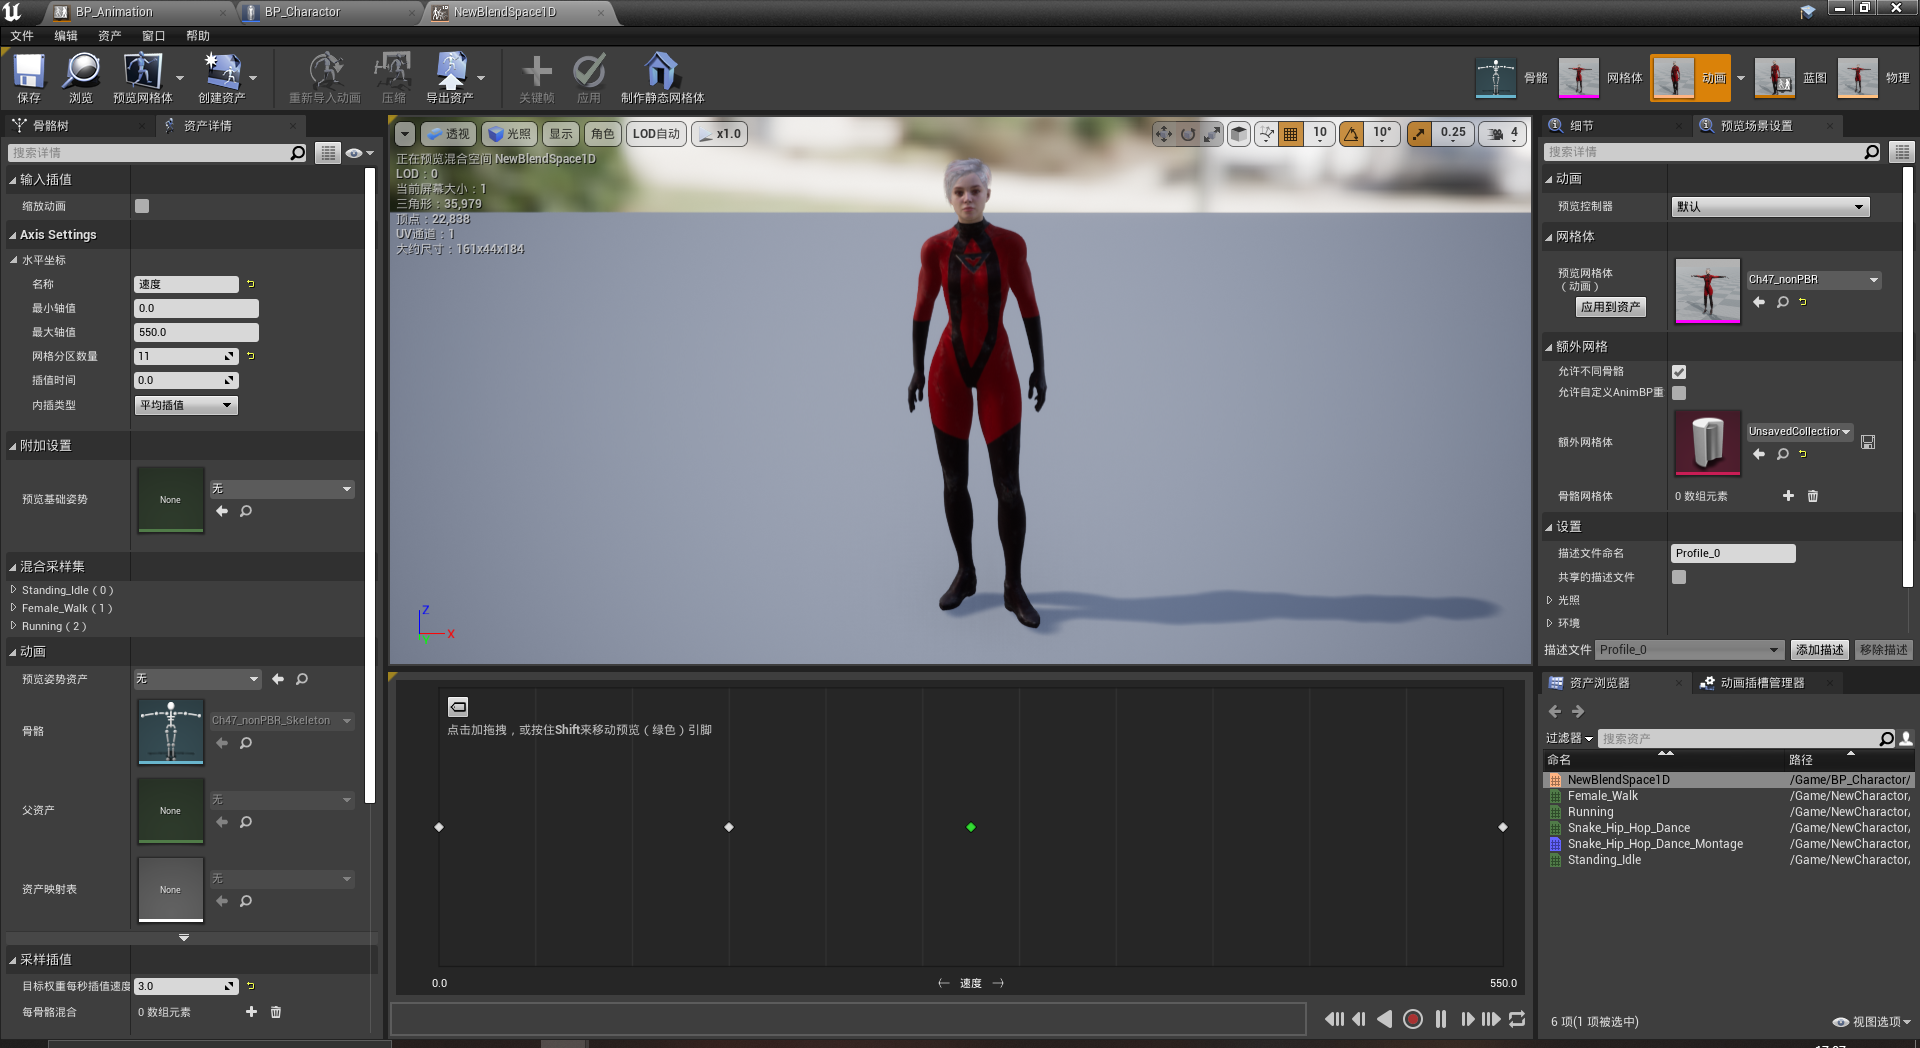 BP_Animation
BP_Charactor
NewBlendSpace1D
文件 编辑 资产 窗口 帮助
保存 浏览 预览网格体 创建资产 重新导入动画 压缩 导出资产 关键帧 应用 制作静态网格体
骨骼 网格体 动画 蓝图 物理
骨骼树 资产详情
搜索详情
输入插值
缩放动画
Axis Settings
水平坐标
名称 速度
最小轴值 0.0
最大轴值 550.0
网格分区数量 11
插值时间 0.0
内插类型 平均插值
附加设置
预览基础姿势 None 无
混合采样集
Standing_Idle ( 0 )
Female_Walk ( 1 )
Running ( 2 )
动画
预览姿势资产 无
骨骼 Ch47_nonPBR_Skeleton
父资产 None 无
资产映射表 None 无
采样插值
目标权重每秒插值速度 3.0
每骨骼混合 0 数组元素
透视 光照 显示 角色 LOD自动 x1.0
10 10° 0.25 4
正在预览混合空间 NewBlendSpace1D
LOD：0
当前屏幕大小：1
三角形：35,979
顶点：22,838
UV通道：1
大约尺寸：161x44x184
Z
X
Y
点击加拖拽，或按住Shift来移动预览（绿色）引脚
0.0 速度 550.0
细节 预览场景设置
搜索详情
动画
预览控制器 默认
网格体
预览网格体
（动画）
应用到资产
Ch47_nonPBR
额外网格
允许不同骨骼
允许自定义AnimBP重
额外网格体 UnsavedCollection
骨骼网格体 0 数组元素
设置
描述文件命名 Profile_0
共享的描述文件
光照
环境
描述文件 Profile_0 添加描述 移除描述
资产浏览器 动画插槽管理器
过滤器 搜索资产
命名 路径
NewBlendSpace1D /Game/BP_Charactor/
Female_Walk /Game/NewCharactor,
Running /Game/NewCharactor,
Snake_Hip_Hop_Dance /Game/NewCharactor,
Snake_Hip_Hop_Dance_Montage /Game/NewCharactor,
Standing_Idle /Game/NewCharactor,
6 项(1 项被选中) 视图选项